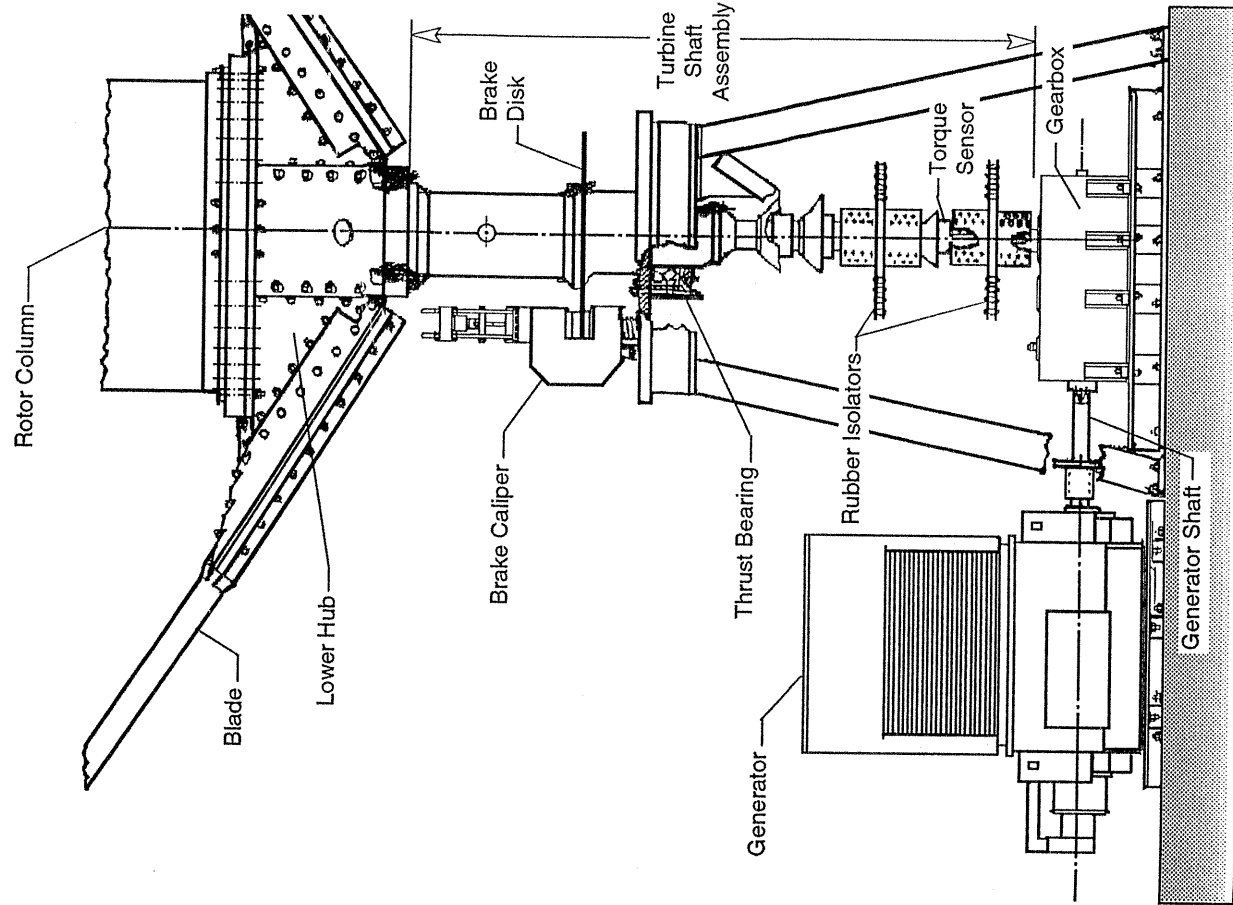 Rotor Column
Turbine
Shaft
Assembly
Brake
Disk
Blade
Lower Hub
Brake Caliper
Thrust Bearing
Rubber Isolators
Torque
Sensor
Gearbox
Generator
Generator Shaft